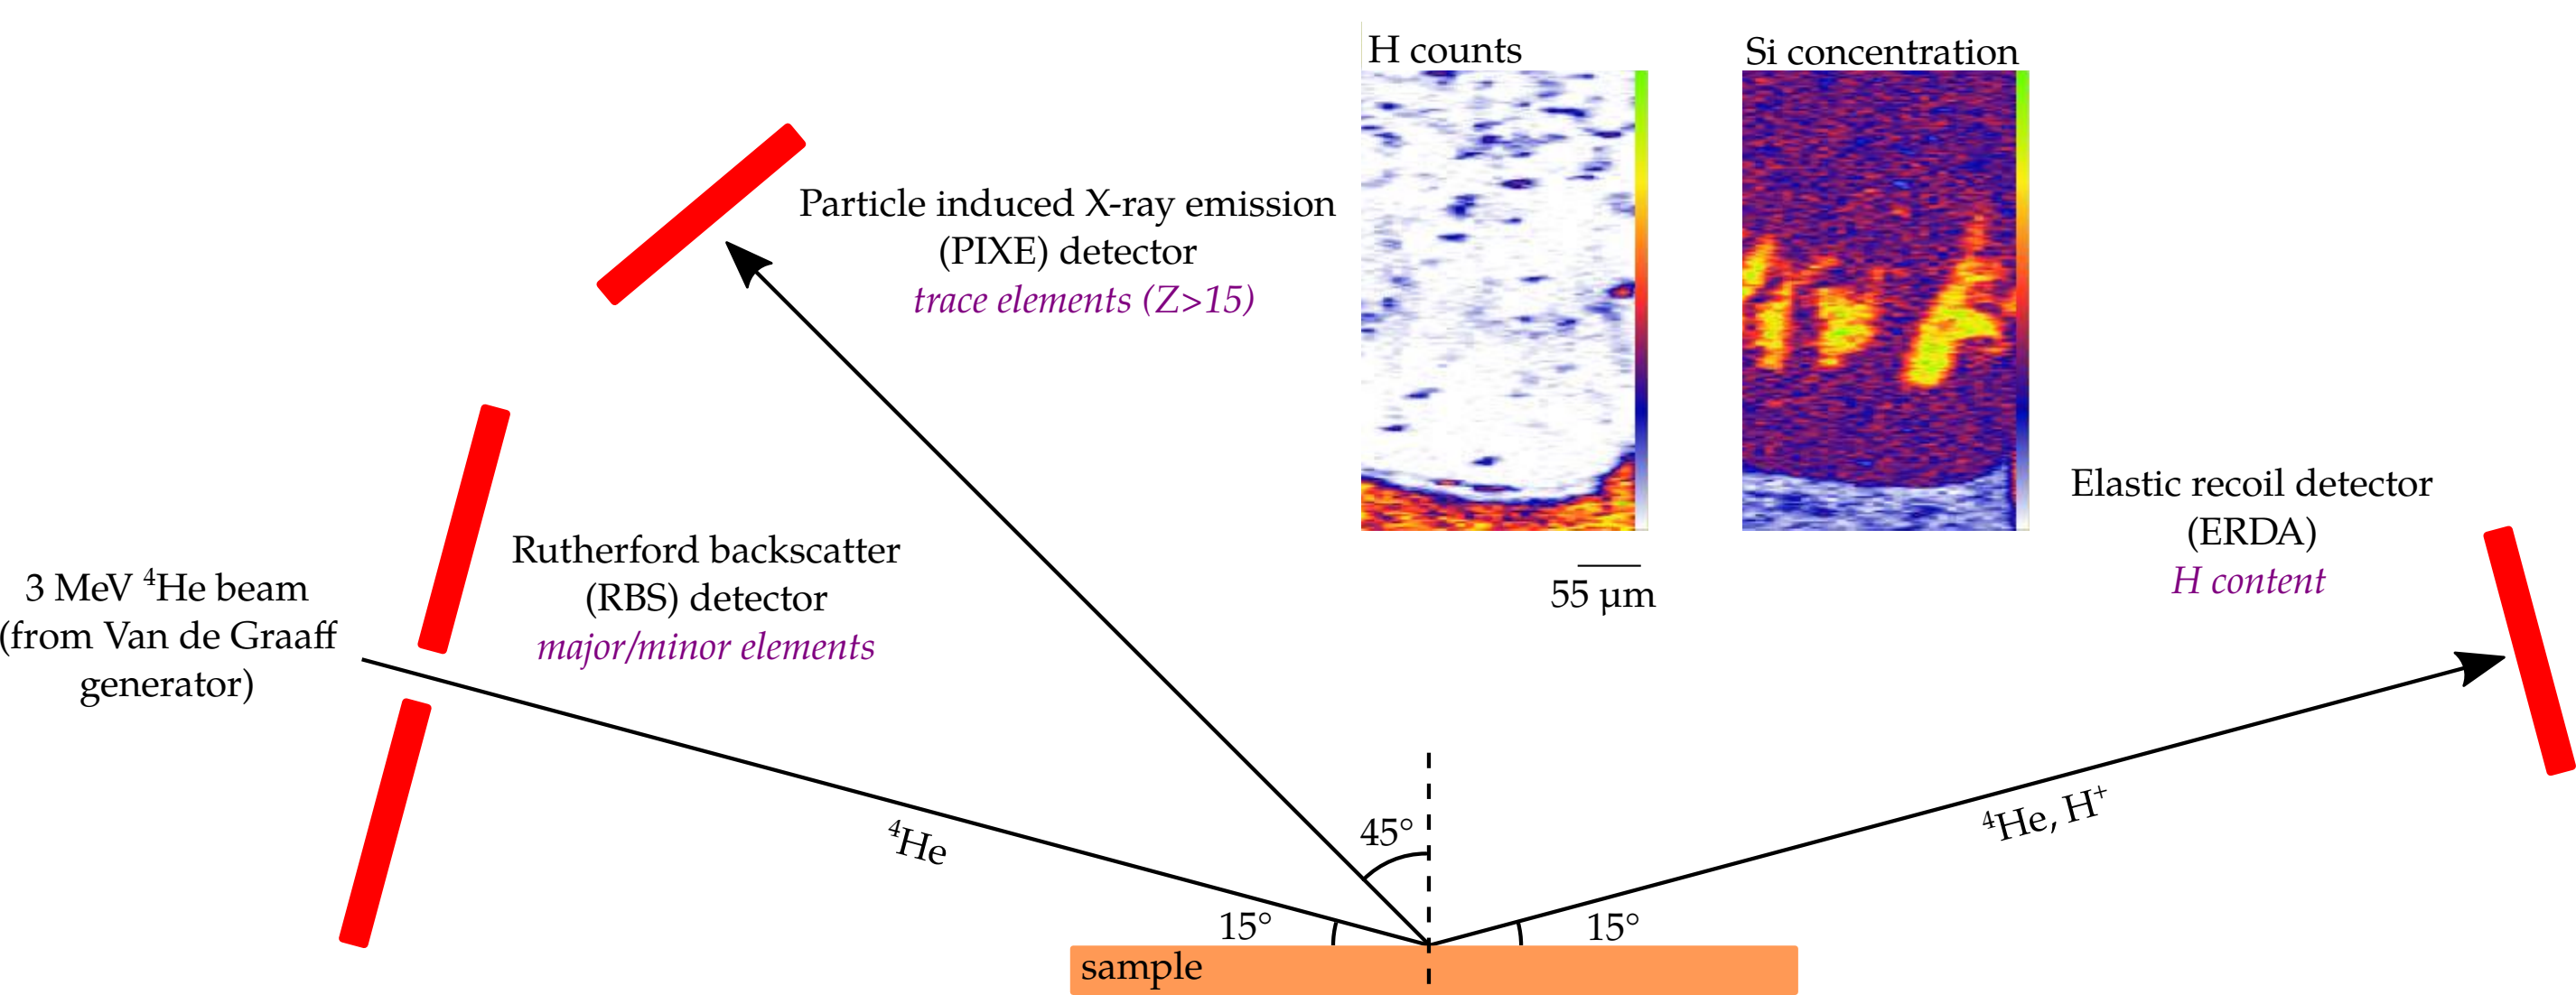 H counts
Si concentration
Particle induced X-ray emission
(PIXE) detector
trace elements (Z>15)
Elastic recoil detector
(ERDA)
H content
Rutherford backscatter
(RBS) detector
major/minor elements
3 MeV ⁴He beam
(from Van de Graaff
generator)
55 µm
⁴He
⁴He, H⁺
45°
15°
15°
sample